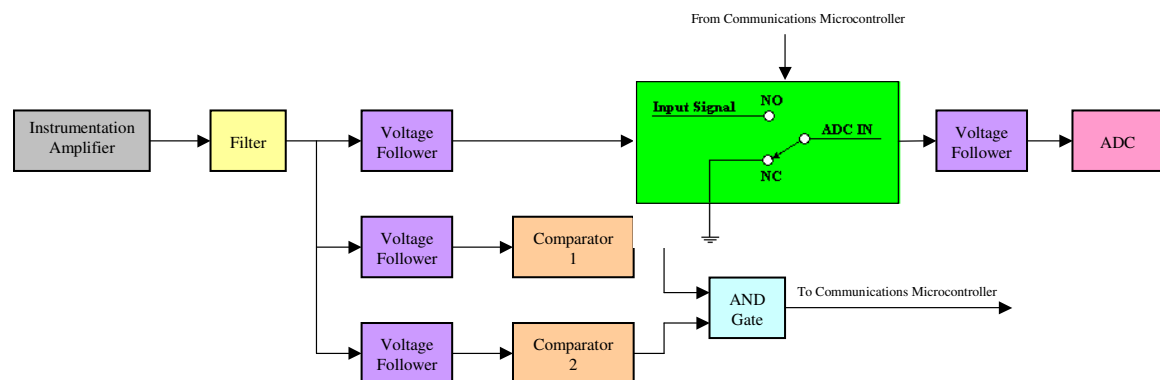 From Communications Microcontroller
Instrumentation
Amplifier
Filter
Voltage
Follower
Input Signal
NO
ADC IN
NC
Voltage
Follower
ADC
Voltage
Follower
Comparator
1
AND
Gate
To Communications Microcontroller
Voltage
Follower
Comparator
2